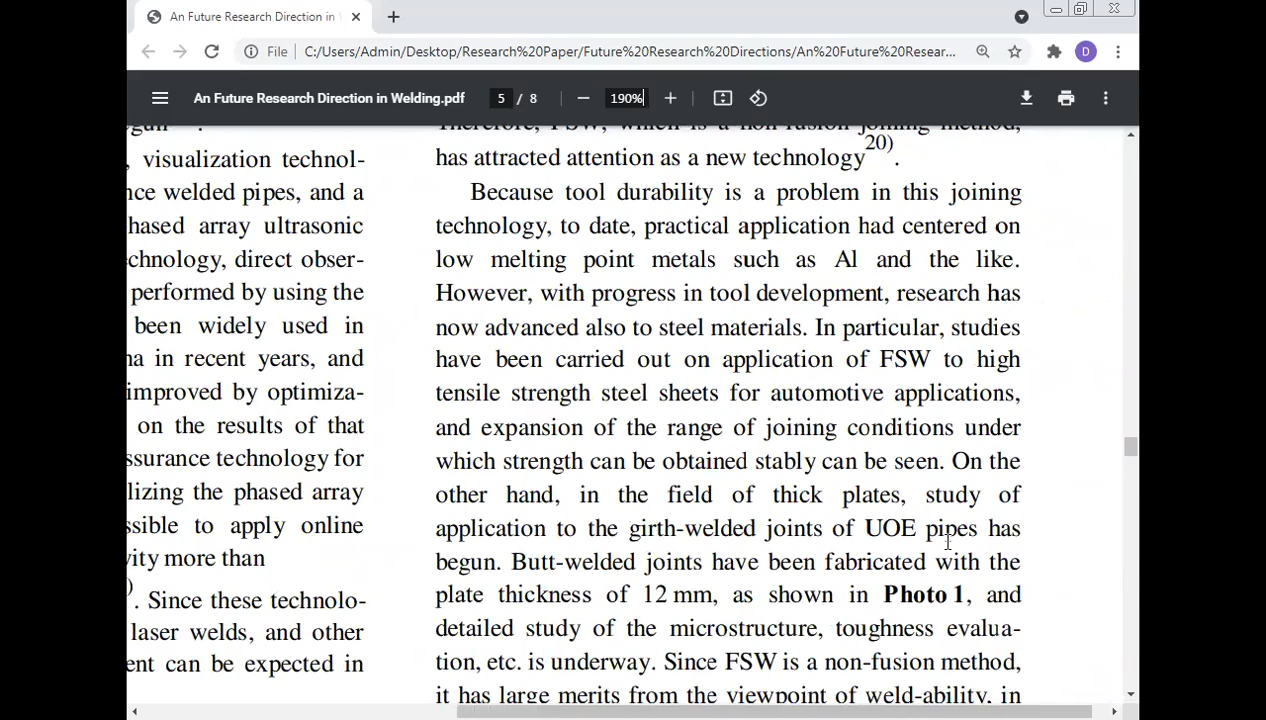 An Future Research Direction in
File
C:/Users/Admin/Desktop/Research%20Paper/Future%20Research%20Directions/An%20Future%20Resear...
D
An Future Research Direction in Welding.pdf
5 / 8
190%
gun
, visualization technol-
nce welded pipes, and a
hased array ultrasonic
chnology, direct obser-
performed by using the
been widely used in
na in recent years, and
improved by optimiza-
on the results of that
ssurance technology for
lizing the phased array
ssible to apply online
vity more than
). Since these technolo-
laser welds, and other
ent can be expected in
Therefore, FSW, which is a non-fusion joining method,
has attracted attention as a new technology20).
Because tool durability is a problem in this joining
technology, to date, practical application had centered on
low melting point metals such as Al and the like.
However, with progress in tool development, research has
now advanced also to steel materials. In particular, studies
have been carried out on application of FSW to high
tensile strength steel sheets for automotive applications,
and expansion of the range of joining conditions under
which strength can be obtained stably can be seen. On the
other hand, in the field of thick plates, study of
application to the girth-welded joints of UOE pipes has
begun. Butt-welded joints have been fabricated with the
plate thickness of 12 mm, as shown in Photo 1, and
detailed study of the microstructure, toughness evalua-
tion, etc. is underway. Since FSW is a non-fusion method,
it has large merits from the viewpoint of weld-ability, in